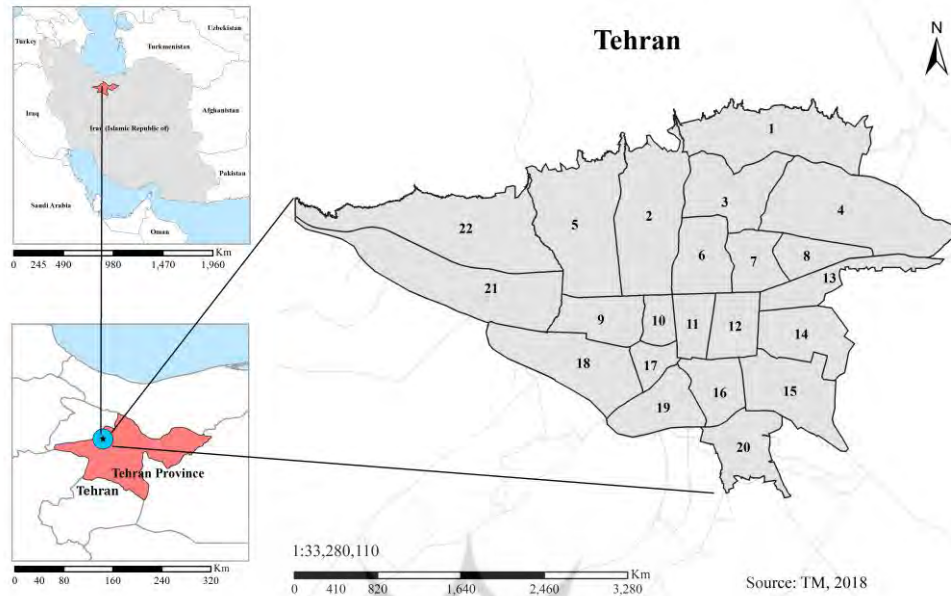 Turkey
Uzbekistan
Turkmenistan
Afghanistan
Iraq
Iran (Islamic Republic of)
Pakistan
Saudi Arabia
Oman
Km
0 245 490 980 1,470 1,960
Tehran Province
Tehran
Km
0 40 80 160 240 320
Tehran
N
1
3
4
2
5
22
6
7
8
13
21
9
10
11
12
14
18
17
16
15
19
20
1:33,280,110
Km
0 410 820 1,640 2,460 3,280
Source: TM, 2018